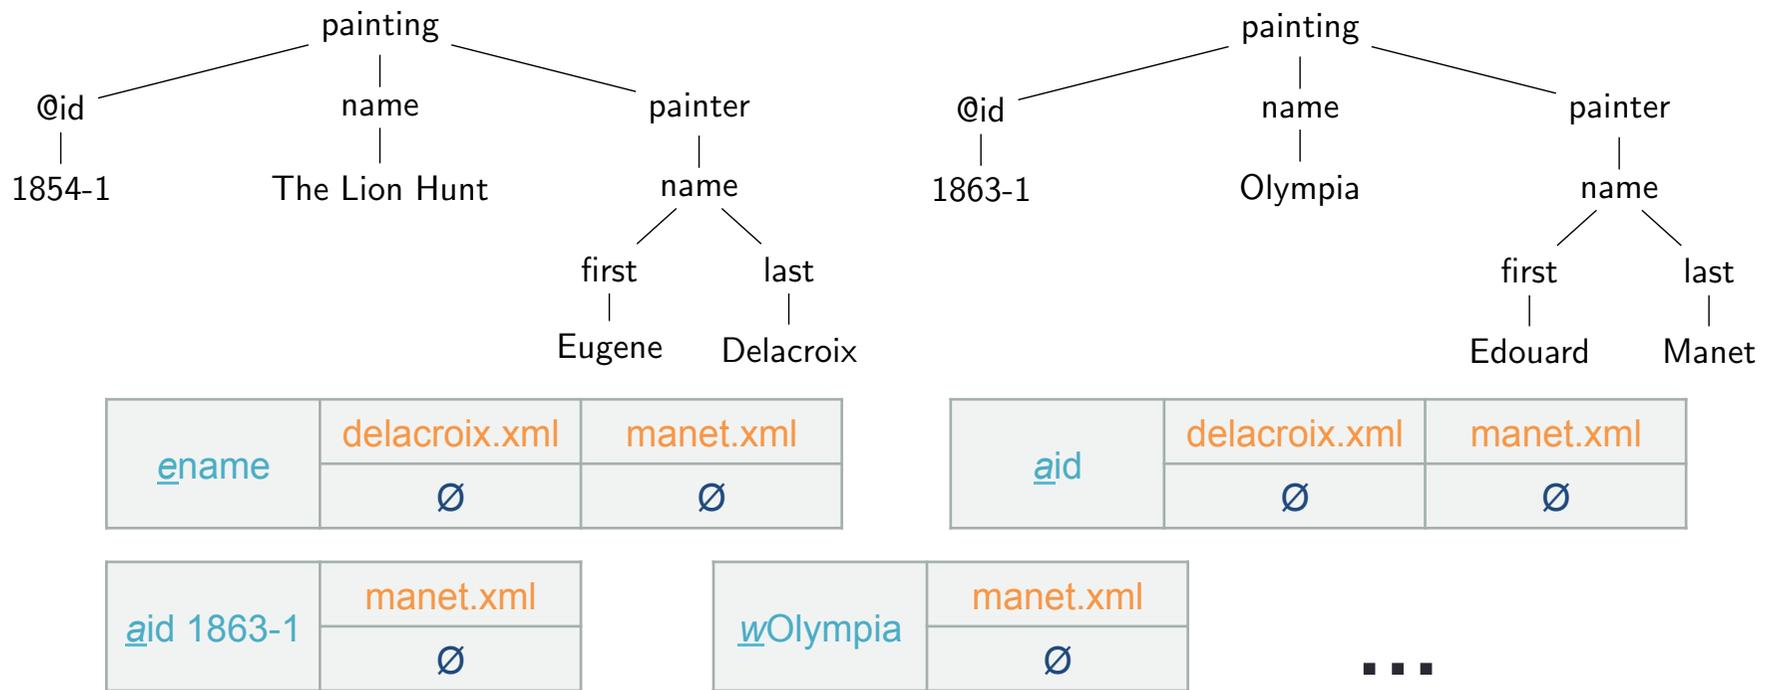 painting painting
@id name painter @id name painter
1854-1 The Lion Hunt name 1863-1 Olympia name
first last first last
Eugene Delacroix Edouard Manet
ename delacroix.xml manet.xml aid delacroix.xml manet.xml
Ø Ø Ø Ø
aid 1863-1 manet.xml wOlympia manet.xml
Ø Ø ...